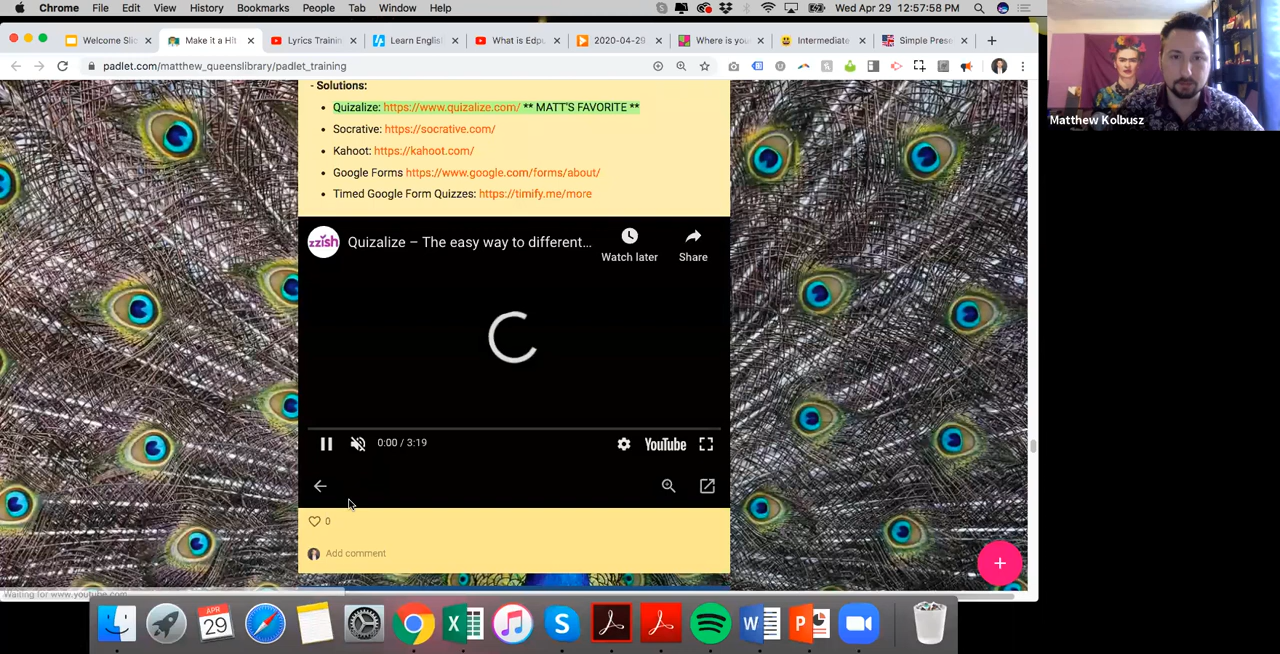 Chrome File Edit View History Bookmarks People Tab Window Help Wed Apr 29 12:57:58 PM
Welcome Slid Make it a Hit Lyrics Trainin Learn English What is Edpu 2020-04-29 Where is you Intermediate Simple Prese
padlet.com/matthew_queenslibrary/padlet_training
Matthew Kolbusz
- Solutions:
• Quizalize: https://www.quizalize.com/ ** MATT'S FAVORITE **
• Socrative: https://socrative.com/
• Kahoot: https://kahoot.com/
• Google Forms https://www.google.com/forms/about/
• Timed Google Form Quizzes: https://timify.me/more
zzish Quizalize – The easy way to different...
Watch later Share
0:00 / 3:19 YouTube
0
Add comment
+
Waiting for www.youtube.com...
APR
29